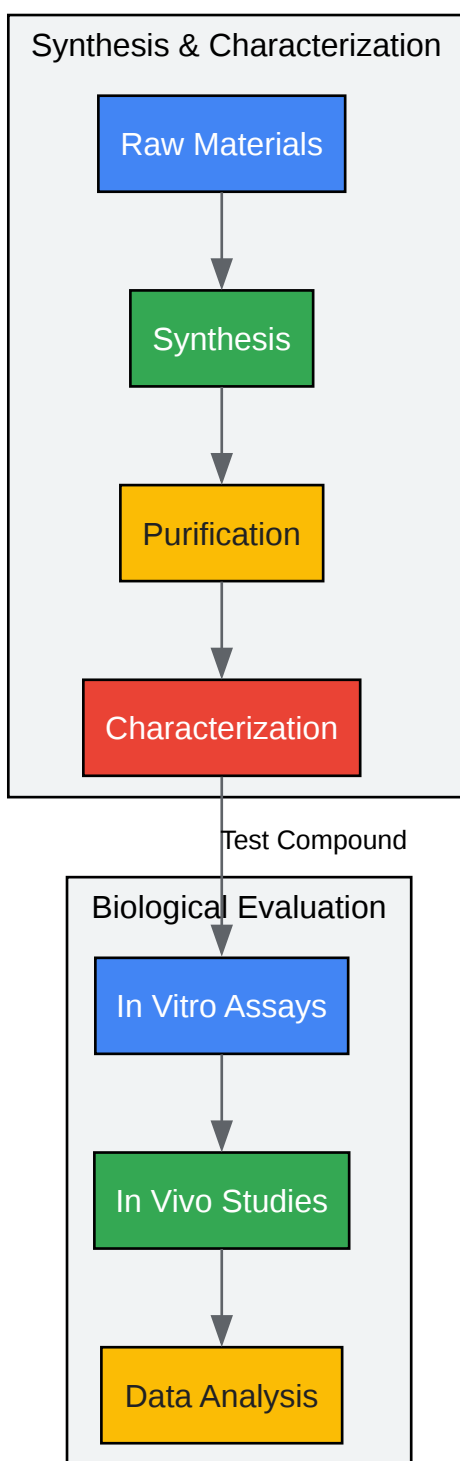 Synthesis & Characterization
Raw Materials
Synthesis
Purification
Characterization
Test Compound
Biological Evaluation
In Vitro Assays
In Vivo Studies
Data Analysis